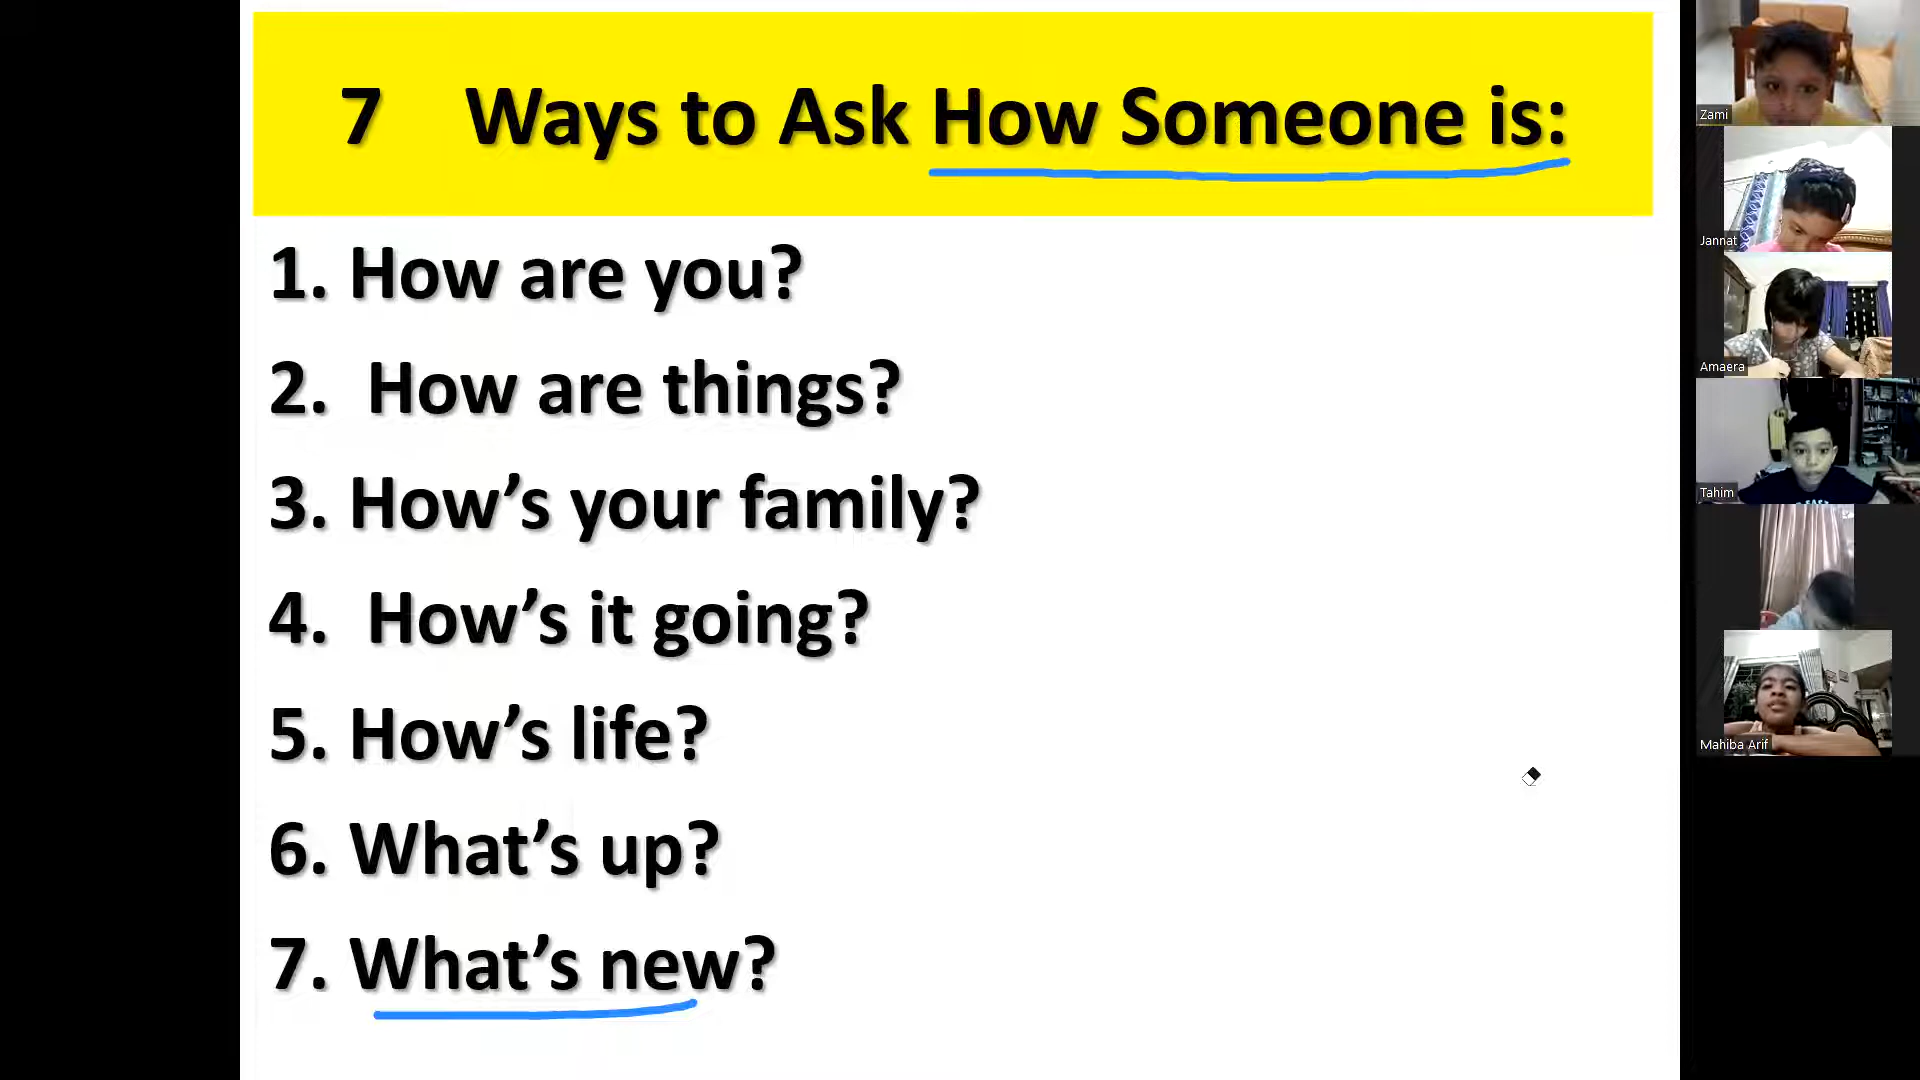 7 Ways to Ask How Someone is:
1. How are you?
2. How are things?
3. How's your family?
4. How's it going?
5. How's life?
6. What's up?
7. What's new?
Zami
Jannat
Amaera
Tahim
Mahiba Arif